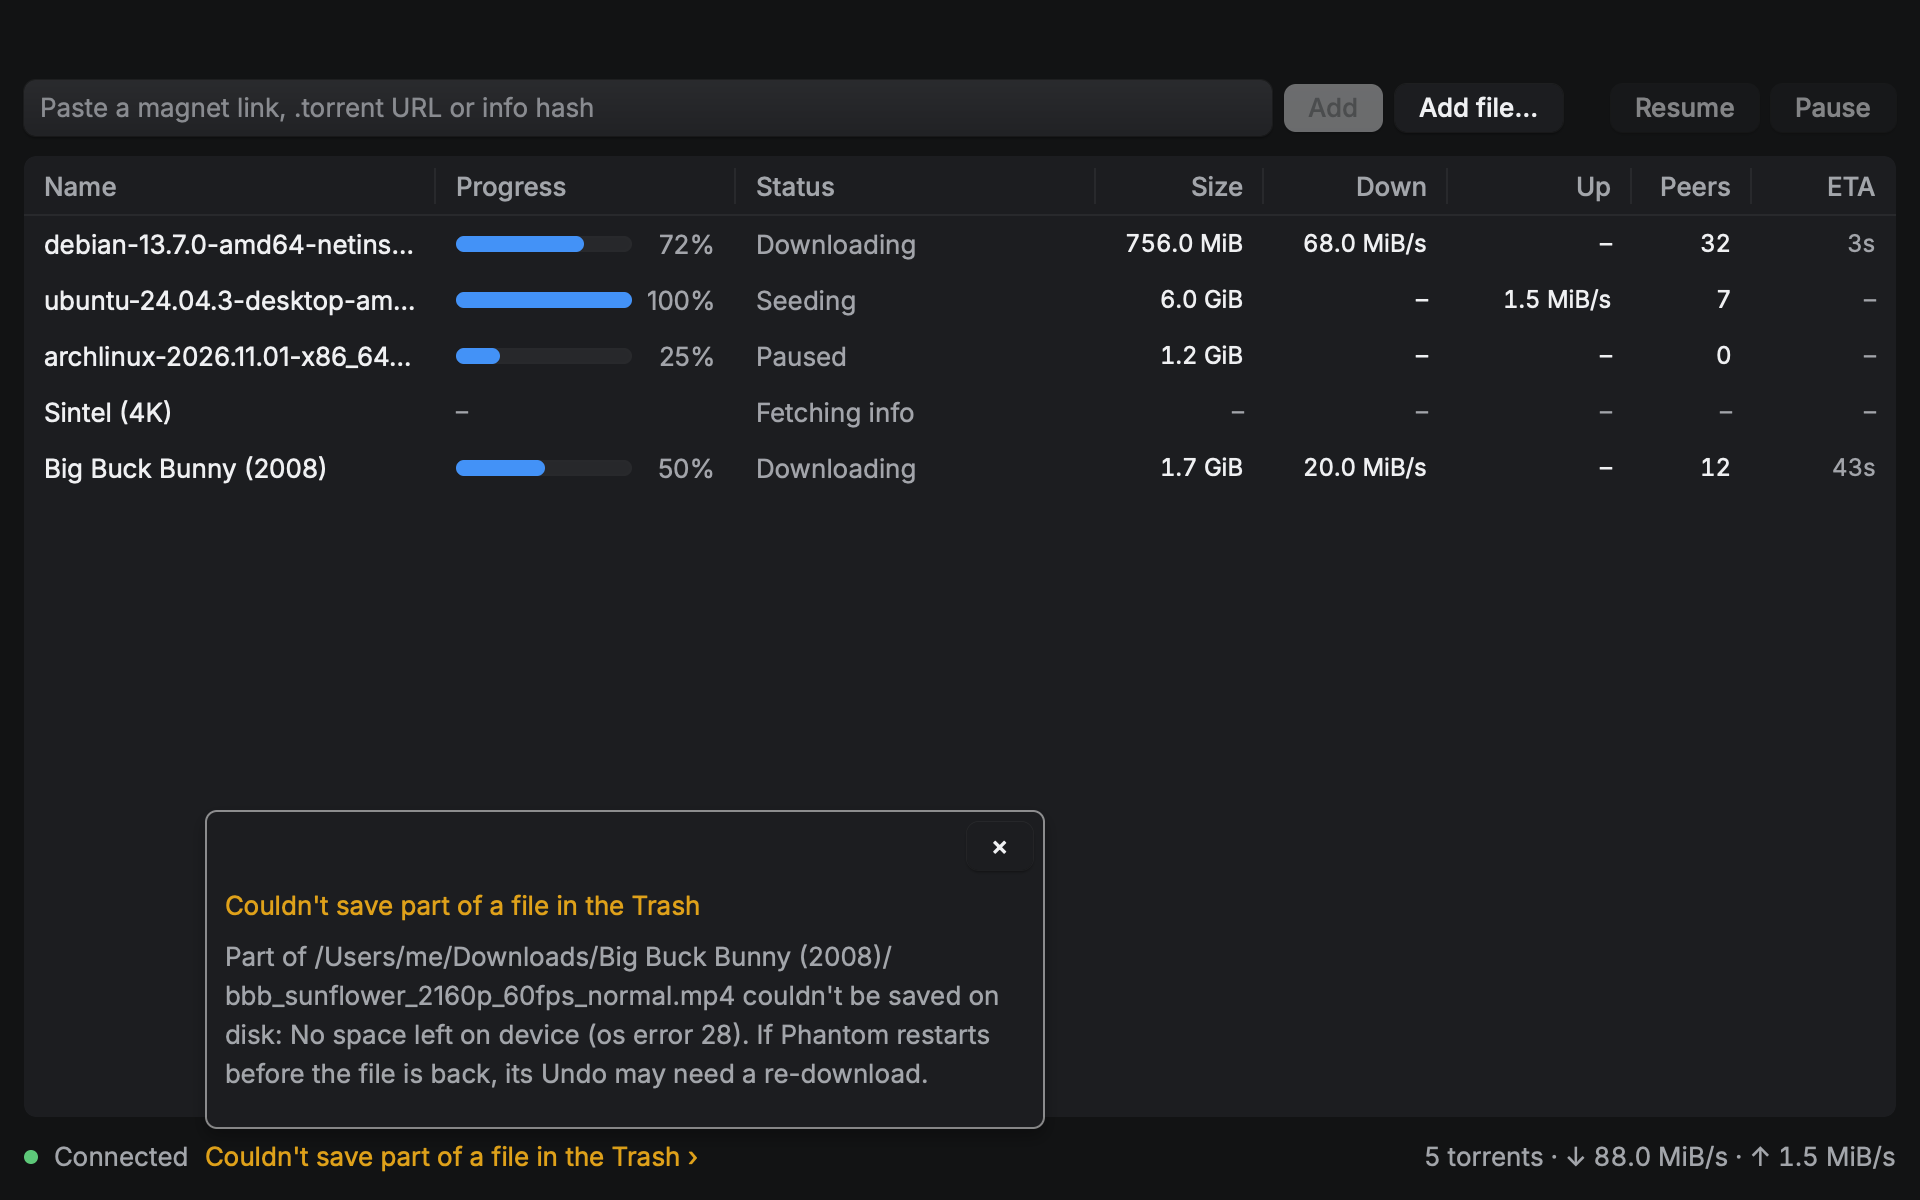 Paste a magnet link, .torrent URL or info hash
Add
Add file...
Resume
Pause
Name Progress Status Size Down Up Peers ETA
debian-13.7.0-amd64-netins... 72% Downloading 756.0 MiB 68.0 MiB/s – 32 3s
ubuntu-24.04.3-desktop-am... 100% Seeding 6.0 GiB – 1.5 MiB/s 7 –
archlinux-2026.11.01-x86_64... 25% Paused 1.2 GiB – – 0 –
Sintel (4K) – Fetching info – – – – –
Big Buck Bunny (2008) 50% Downloading 1.7 GiB 20.0 MiB/s – 12 43s
×
Couldn't save part of a file in the Trash
Part of /Users/me/Downloads/Big Buck Bunny (2008)/
bbb_sunflower_2160p_60fps_normal.mp4 couldn't be saved on
disk: No space left on device (os error 28). If Phantom restarts
before the file is back, its Undo may need a re-download.
Connected Couldn't save part of a file in the Trash ›
5 torrents · ↓ 88.0 MiB/s · ↑ 1.5 MiB/s